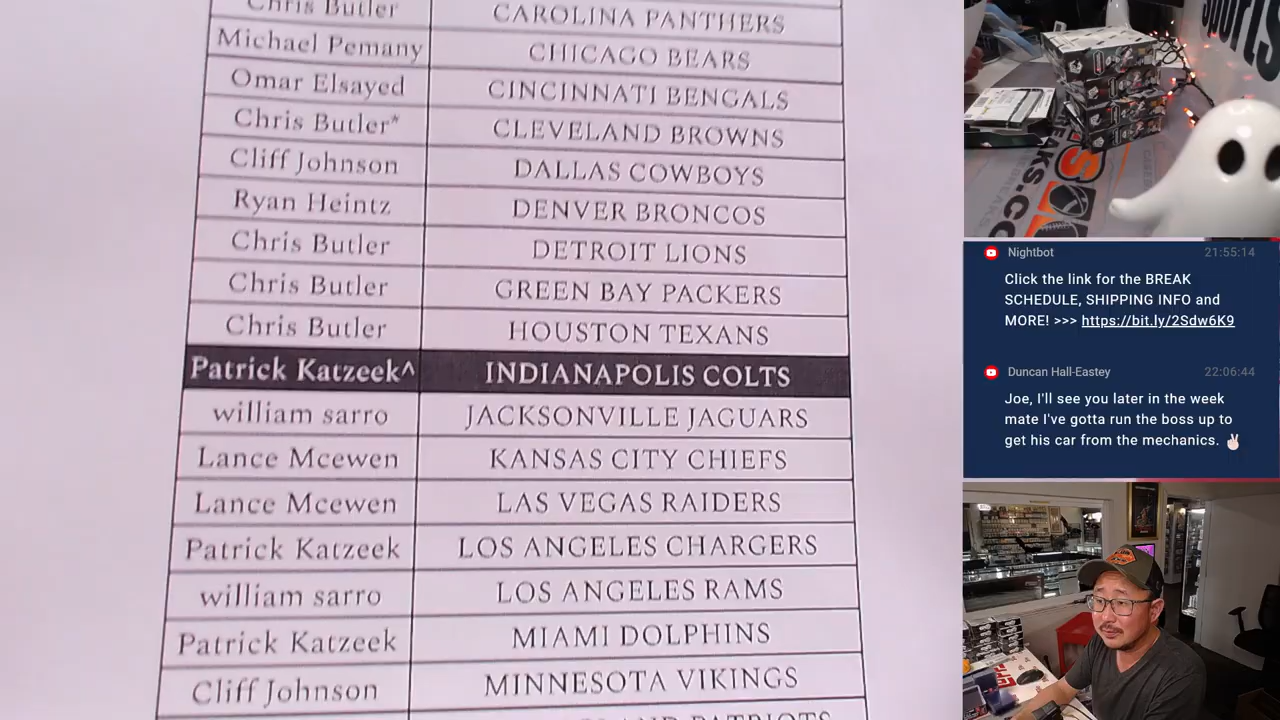 Chris Butler CAROLINA PANTHERS
Michael Pemany CHICAGO BEARS
Omar Elsayed CINCINNATI BENGALS
Chris Butler* CLEVELAND BROWNS
Cliff Johnson DALLAS COWBOYS
Ryan Heintz DENVER BRONCOS
Chris Butler DETROIT LIONS
Chris Butler GREEN BAY PACKERS
Chris Butler HOUSTON TEXANS
Patrick Katzeek^ INDIANAPOLIS COLTS
william sarro JACKSONVILLE JAGUARS
Lance Mcewen KANSAS CITY CHIEFS
Lance Mcewen LAS VEGAS RAIDERS
Patrick Katzeek LOS ANGELES CHARGERS
william sarro LOS ANGELES RAMS
Patrick Katzeek MIAMI DOLPHINS
Cliff Johnson MINNESOTA VIKINGS
PATRIOTS
Sports
BREAKS.CO
Nightbot 21:55:14
Click the link for the BREAK
SCHEDULE, SHIPPING INFO and
MORE! >>> https://bit.ly/2Sdw6K9
Duncan Hall-Eastey 22:06:44
Joe, I'll see you later in the week
mate I've gotta run the boss up to
get his car from the mechanics. ✌🏻